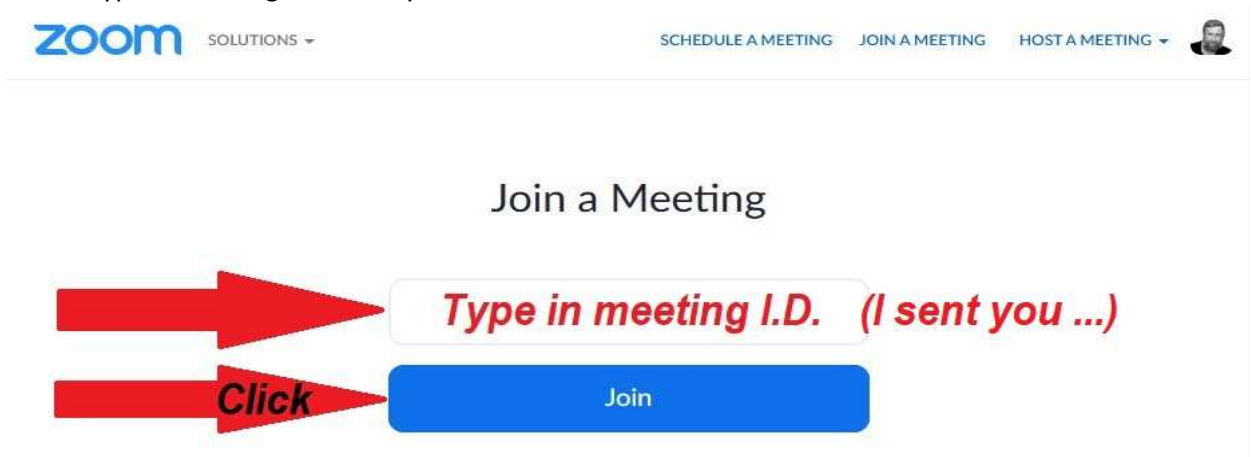 zoom SOLUTIONS SCHEDULE A MEETING JOIN A MEETING HOST A MEETING
Join a Meeting
Type in meeting I.D. (I sent you ...)
Click Join